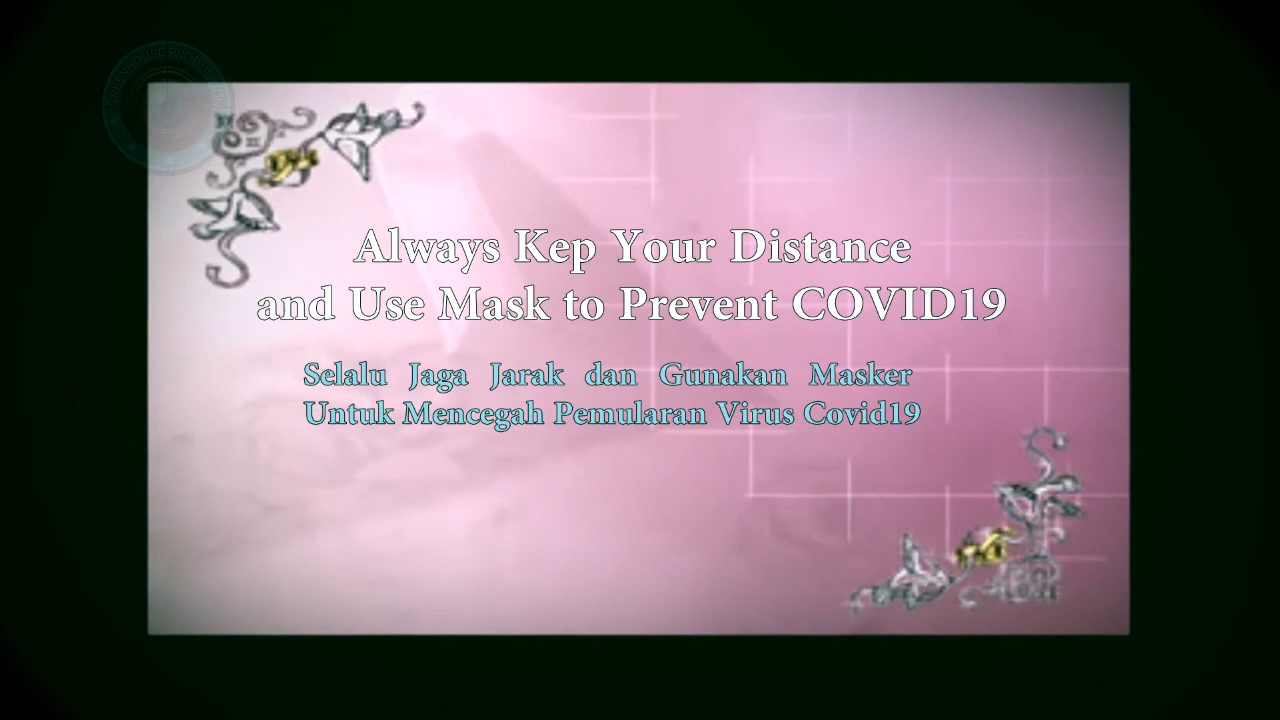 Always Kep Your Distance
and Use Mask to Prevent COVID19
Selalu Jaga Jarak dan Gunakan Masker
Untuk Mencegah Pemularan Virus Covid19